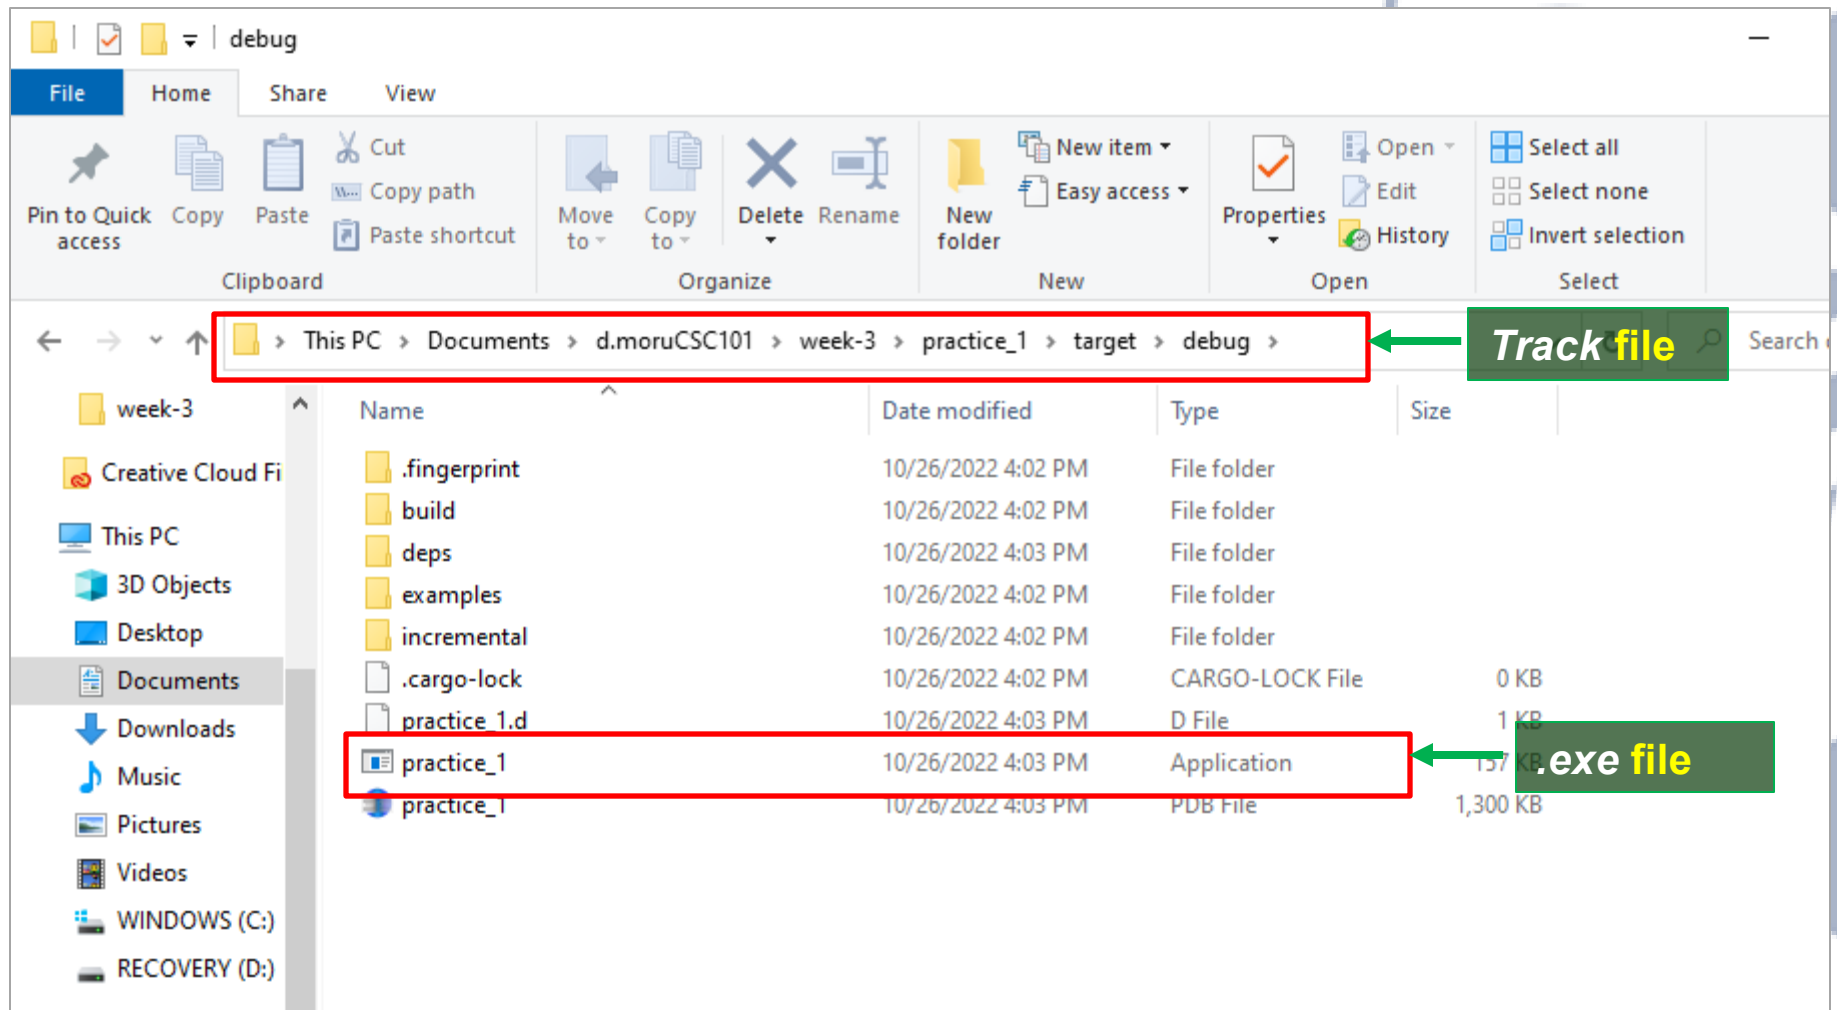 debug
File Home Share View
Pin to Quick access
Copy
Paste
Cut
Copy path
Paste shortcut
Clipboard
Move to
Copy to
Delete
Rename
Organize
New folder
New item
Easy access
New
Properties
Open
Edit
History
Open
Select all
Select none
Invert selection
Select
This PC > Documents > d.moruCSC101 > week-3 > practice_1 > target > debug >
Track file
Search
week-3
Creative Cloud Fi
This PC
3D Objects
Desktop
Documents
Downloads
Music
Pictures
Videos
WINDOWS (C:)
RECOVERY (D:)
Name Date modified Type Size
.fingerprint 10/26/2022 4:02 PM File folder
build 10/26/2022 4:02 PM File folder
deps 10/26/2022 4:03 PM File folder
examples 10/26/2022 4:02 PM File folder
incremental 10/26/2022 4:02 PM File folder
.cargo-lock 10/26/2022 4:02 PM CARGO-LOCK File 0 KB
practice_1.d 10/26/2022 4:03 PM D File 1 KB
practice_1 10/26/2022 4:03 PM Application 157 KB
.exe file
practice_1 10/26/2022 4:03 PM PDB File 1,300 KB